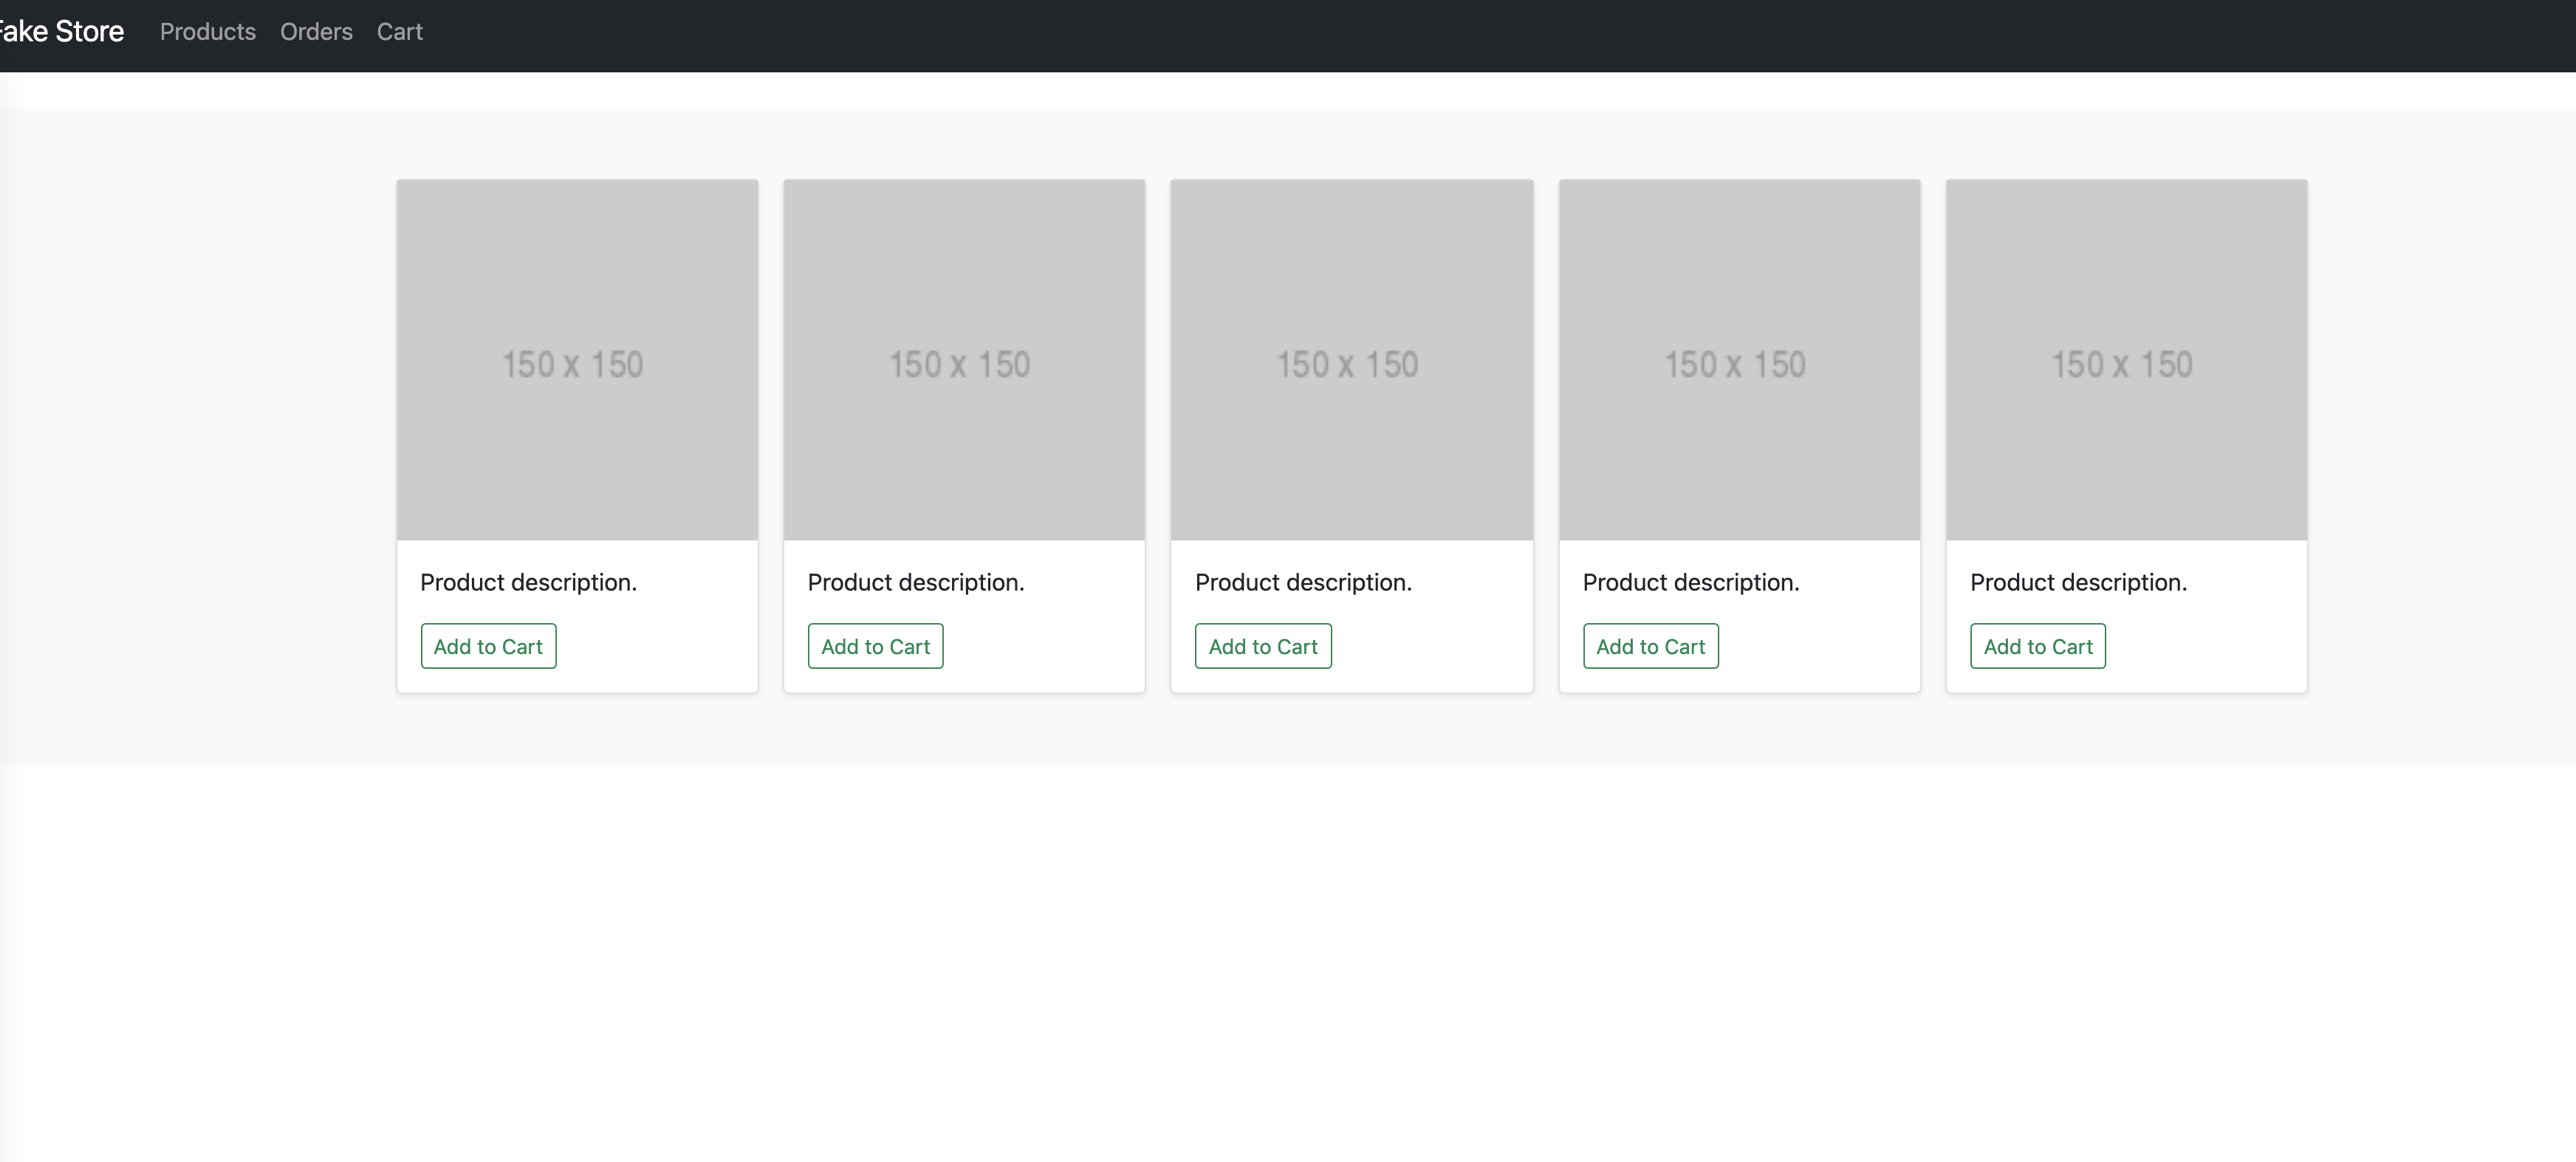 Fake Store Products Orders Cart
150 x 150 150 x 150 150 x 150 150 x 150 150 x 150
Product description. Product description. Product description. Product description. Product description.
Add to Cart Add to Cart Add to Cart Add to Cart Add to Cart